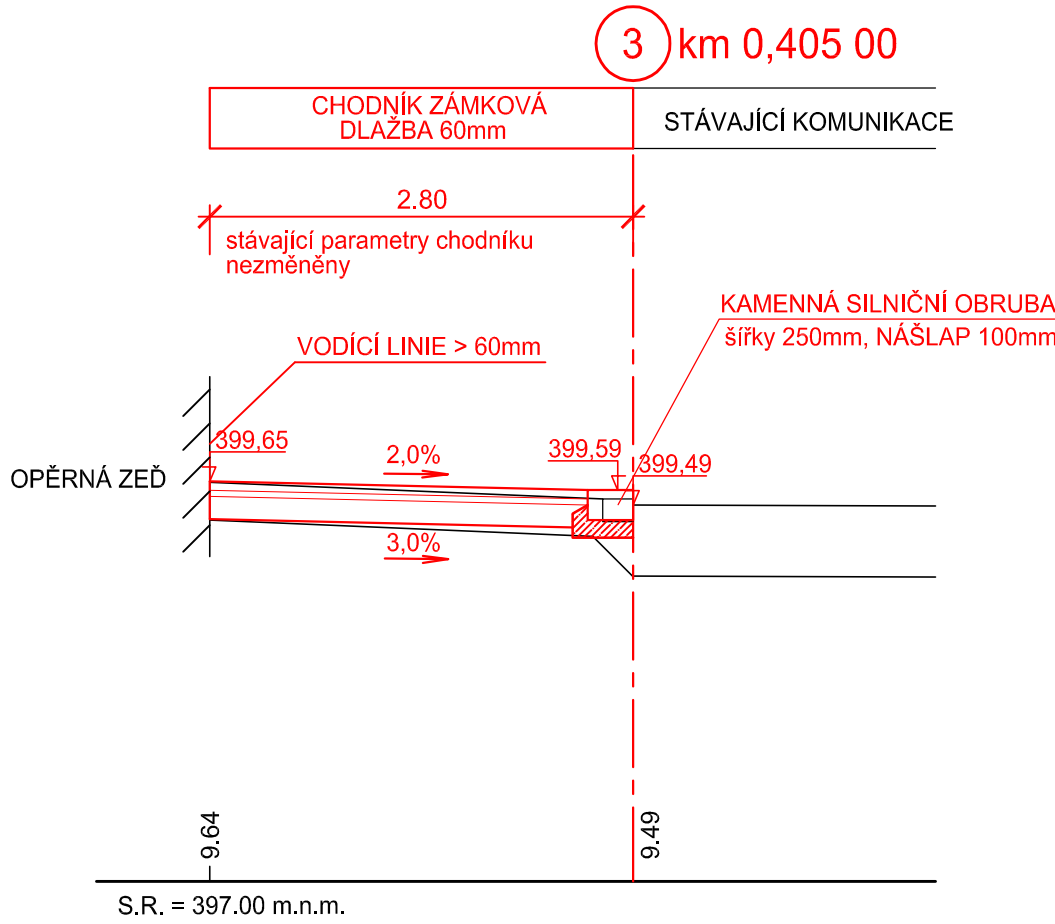 3 km 0,405 00
CHODNÍK ZÁMKOVÁ
DLAŽBA 60mm
STÁVAJÍCÍ KOMUNIKACE
2.80
stávající parametry chodníku
nezměněny
KAMENNÁ SILNIČNÍ OBRUBA
šířky 250mm, NÁŠLAP 100mm
VODÍCÍ LINIE > 60mm
399,65
2,0%
399,59
399,49
OPĚRNÁ ZEĎ
3,0%
9.64
9.49
S.R. = 397.00 m.n.m.